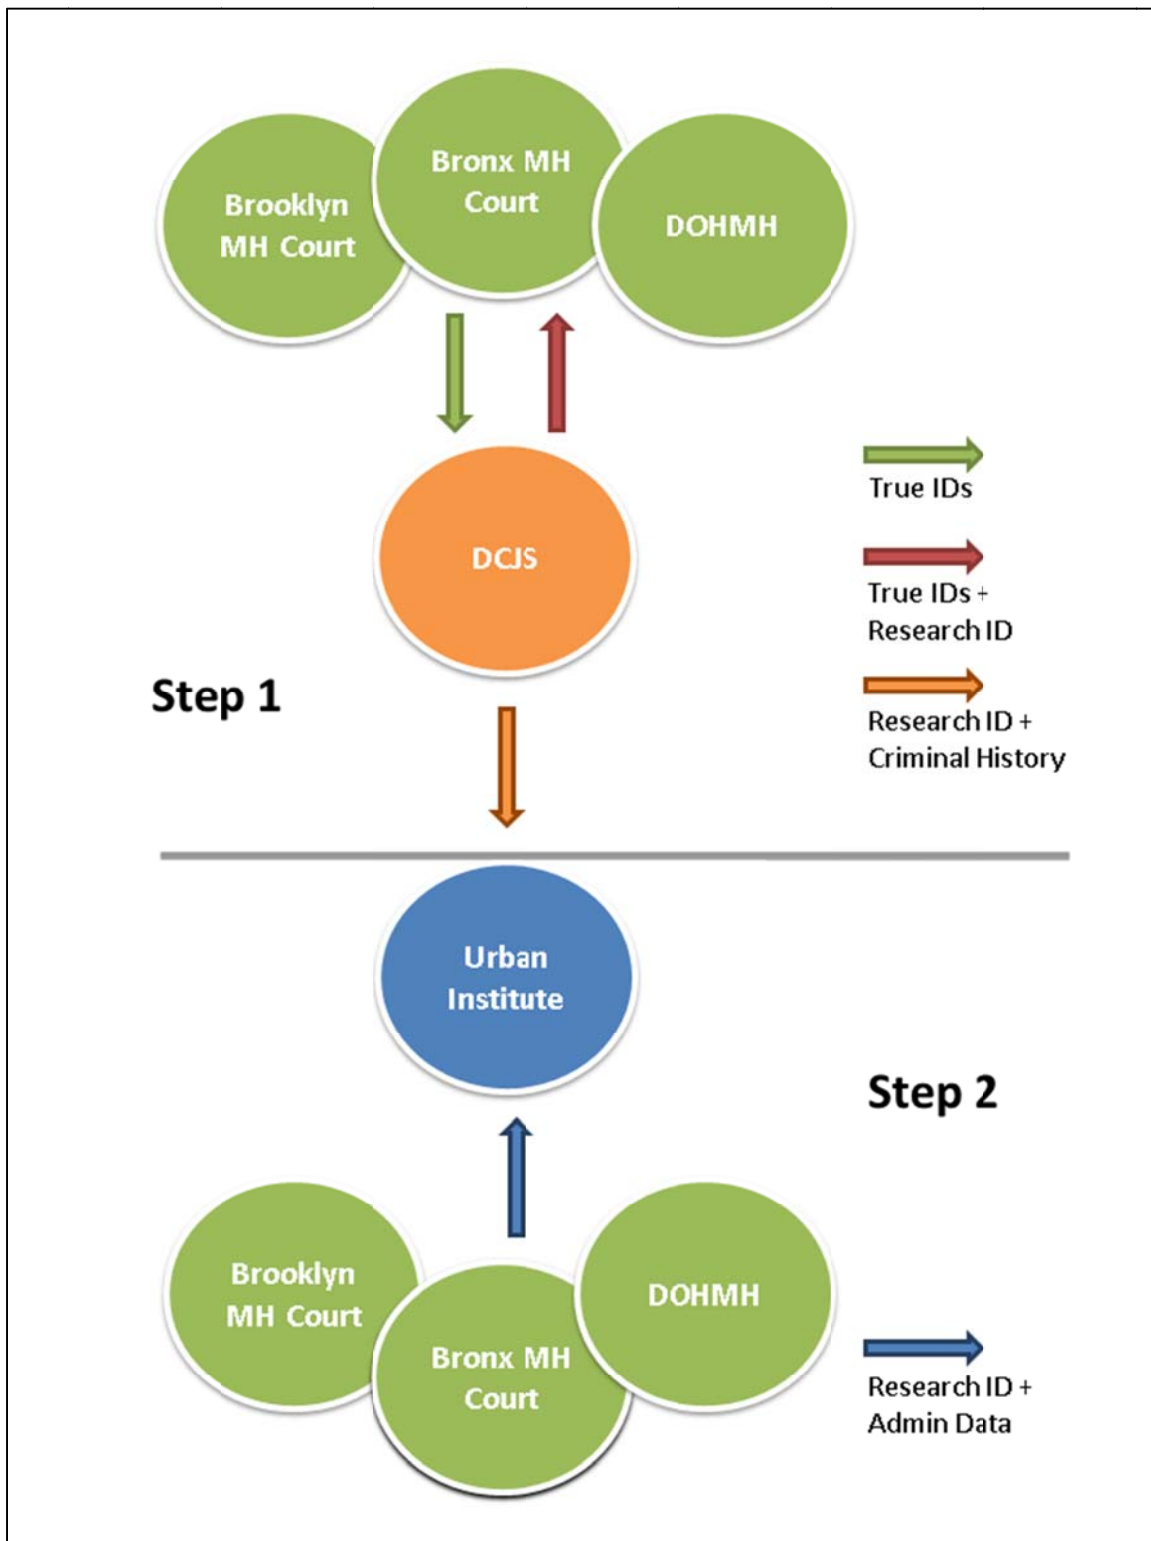 Bronx MH
Court
Brooklyn
MH Court
DOHMH
True IDs
DCJS
True IDs +
Research ID
Step 1
Research ID +
Criminal History
Urban
Institute
Step 2
Brooklyn
MH Court
DOHMH
Bronx MH
Court
Research ID +
Admin Data